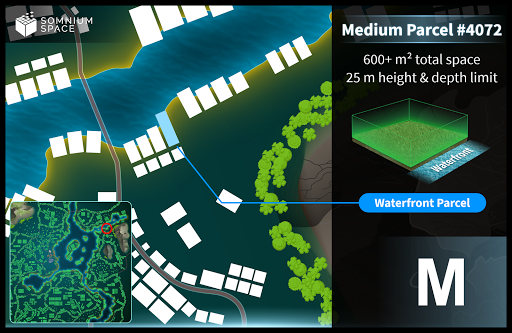 SOMNIUM
SPACE
Medium Parcel #4072
600+ m² total space
25 m height & depth limit
Waterfront
Waterfront Parcel
M